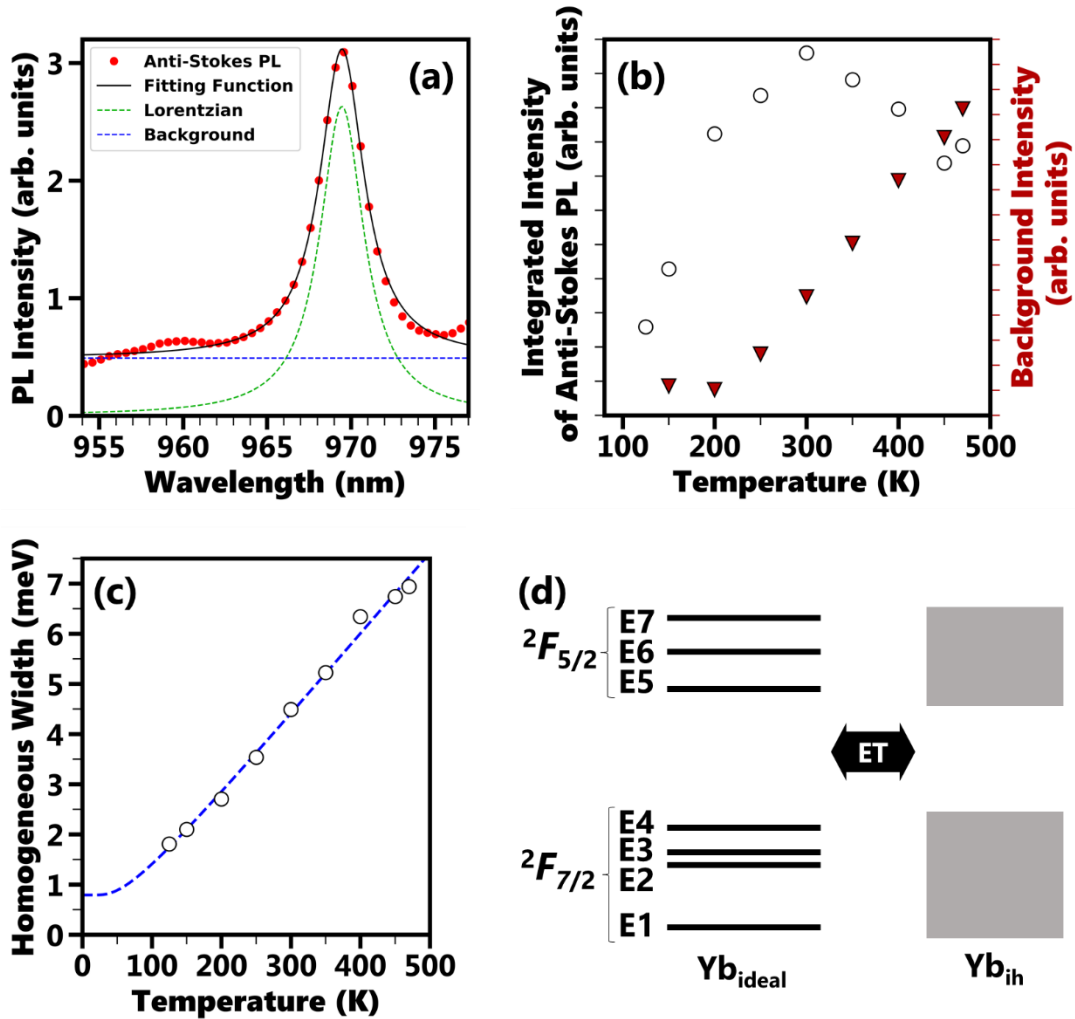 (a)
Anti-Stokes PL
Fitting Function
Lorentzian
Background
PL Intensity (arb. units)
3
2
1
0
955 960 965 970 975
Wavelength (nm)
(b)
Integrated Intensity
of Anti-Stokes PL (arb. units)
Background Intensity
(arb. units)
100 200 300 400 500
Temperature (K)
(c)
Homogeneous Width (meV)
7
6
5
4
3
2
1
0
0 100 200 300 400 500
Temperature (K)
(d)
²F5/2
E7
E6
E5
ET
²F7/2
E4
E3
E2
E1
Ybideal
Ybih